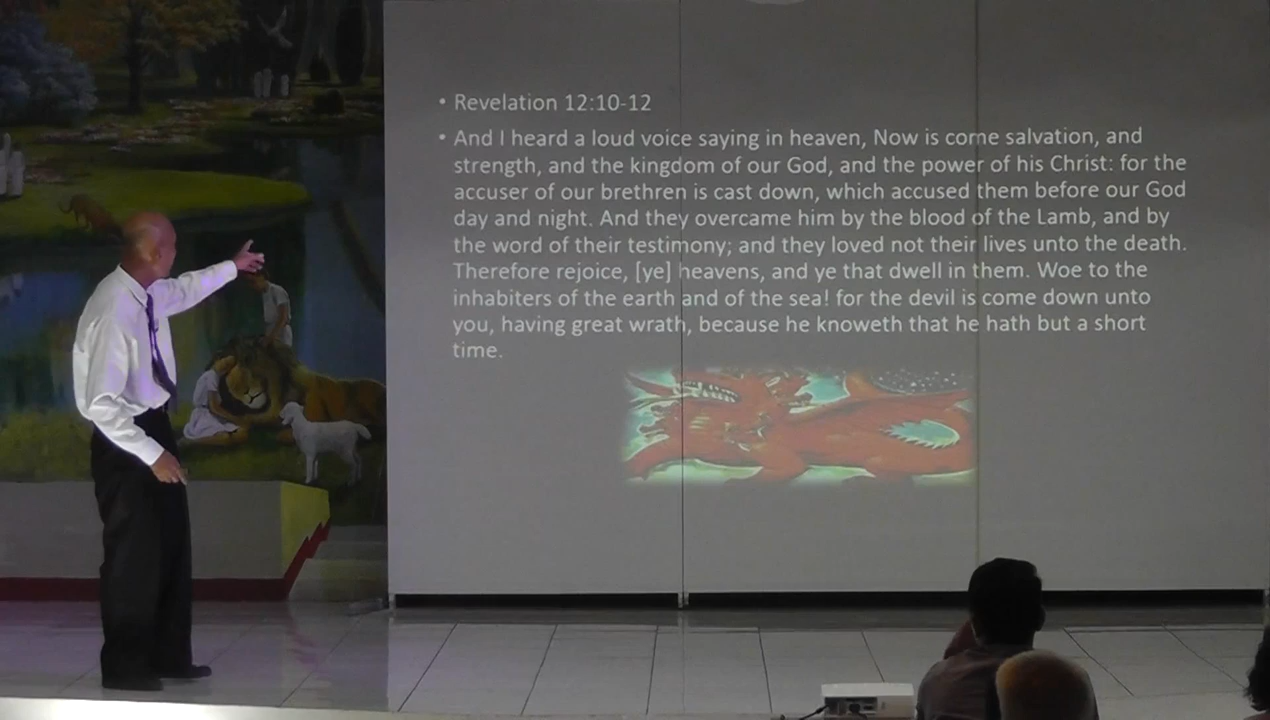 • Revelation 12:10-12
• And I heard a loud voice saying in heaven, Now is come salvation, and
strength, and the kingdom of our God, and the power of his Christ: for the
accuser of our brethren is cast down, which accused them before our God
day and night. And they overcame him by the blood of the Lamb, and by
the word of their testimony; and they loved not their lives unto the death.
Therefore rejoice, [ye] heavens, and ye that dwell in them. Woe to the
inhabiters of the earth and of the sea! for the devil is come down unto
you, having great wrath, because he knoweth that he hath but a short
time.